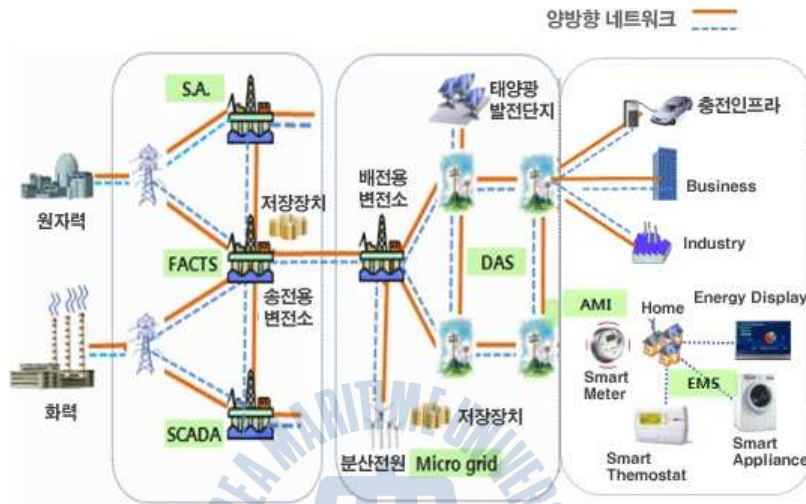 양방향 네트워크
S.A.
태양광
발전단지
충전인프라
원자력
저장장치
배전용
변전소
Business
FACTS
DAS
Industry
송전용
변전소
AMI
Home
Energy Display
Smart
Meter
EMS
화력
SCADA
저장장치
분산전원
Micro grid
Smart
Thermostat
Smart
Appliance